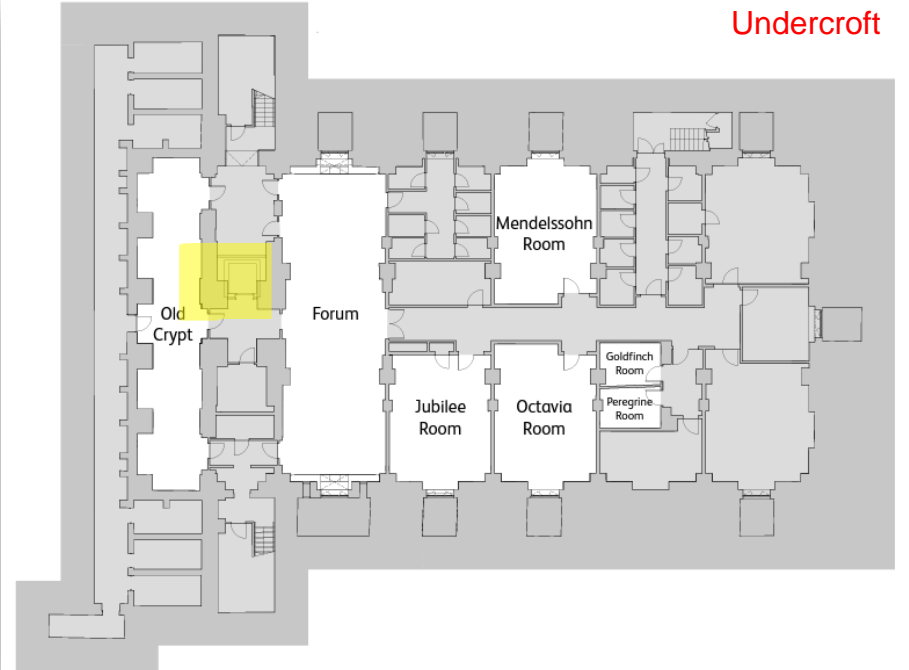 Undercroft
Mendelssohn
Room
Old
Crypt
Forum
Goldfinch
Room
Jubilee
Room
Octavia
Room
Peregrine
Room